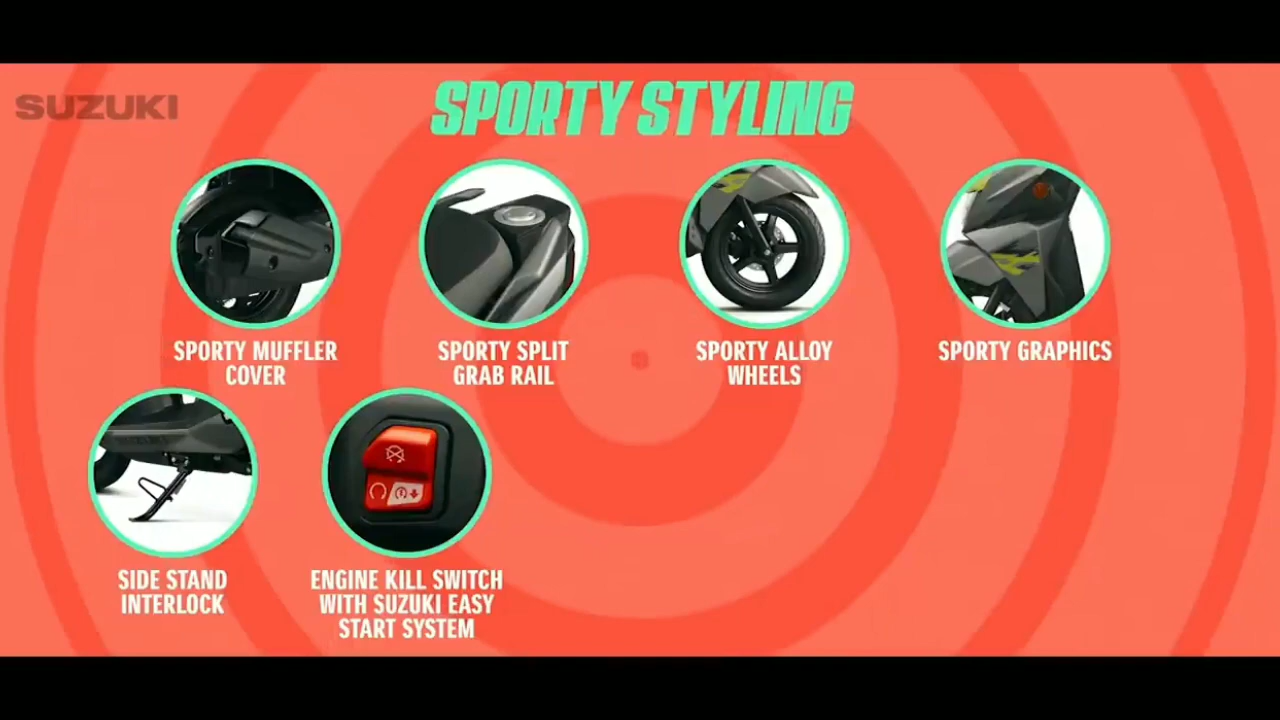 SUZUKI
SPORTY STYLING
SPORTY MUFFLER
COVER
SPORTY SPLIT
GRAB RAIL
SPORTY ALLOY
WHEELS
SPORTY GRAPHICS
SIDE STAND
INTERLOCK
ENGINE KILL SWITCH
WITH SUZUKI EASY
START SYSTEM